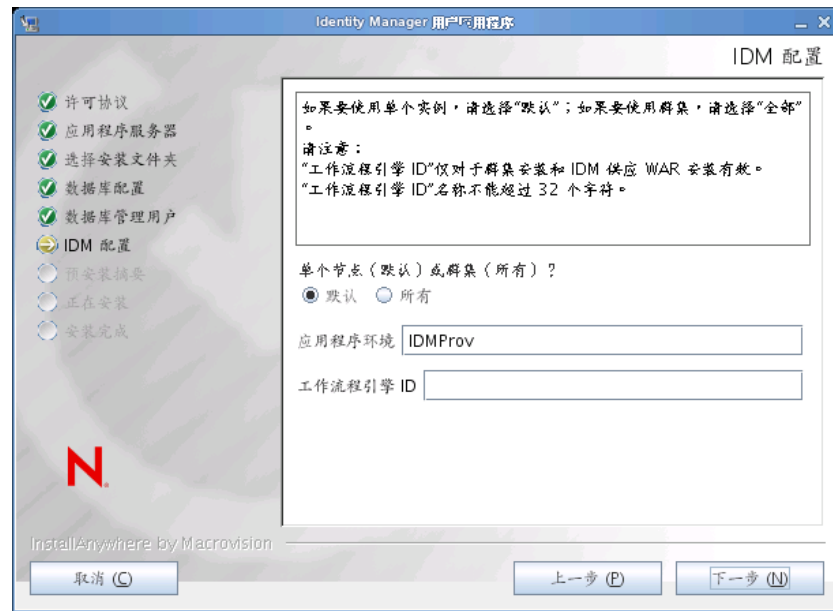 Identity Manager 用户应用程序
IDM 配置
许可协议
应用程序服务器
选择安装文件夹
数据库配置
数据库管理用户
IDM 配置
预安装摘要
正在安装
安装完成
如果要使用单个实例，请选择“默认”；如果要使用群集，请选择“全部”
。
请注意：
“工作流程引擎 ID”仅对于群集安装和 IDM 供应 WAR 安装有效。
“工作流程引擎 ID”名称不能超过 32 个字符。
单个节点（默认）或群集（所有）？
默认 所有
应用程序环境 IDMProv
工作流程引擎 ID
N.
InstallAnywhere by Macrovision
取消 (C) 上一步 (P) 下一步 (N)